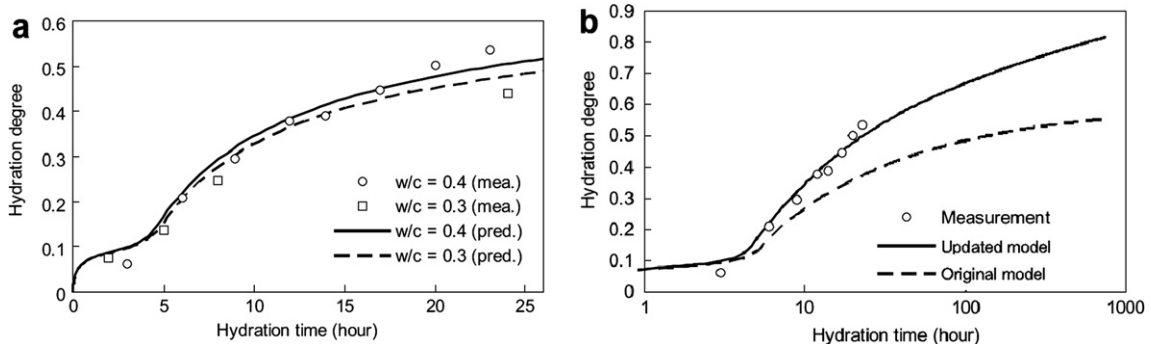 a
0.6
0.5
0.4
0.3
0.2
0.1
0
0
5
10
15
20
25
Hydration degree
Hydration time (hour)
w/c = 0.4 (mea.)
w/c = 0.3 (mea.)
w/c = 0.4 (pred.)
w/c = 0.3 (pred.)
b
0.9
0.8
0.7
0.6
0.5
0.4
0.3
0.2
0.1
0
1
10
100
1000
Hydration degree
Hydration time (hour)
Measurement
Updated model
Original model